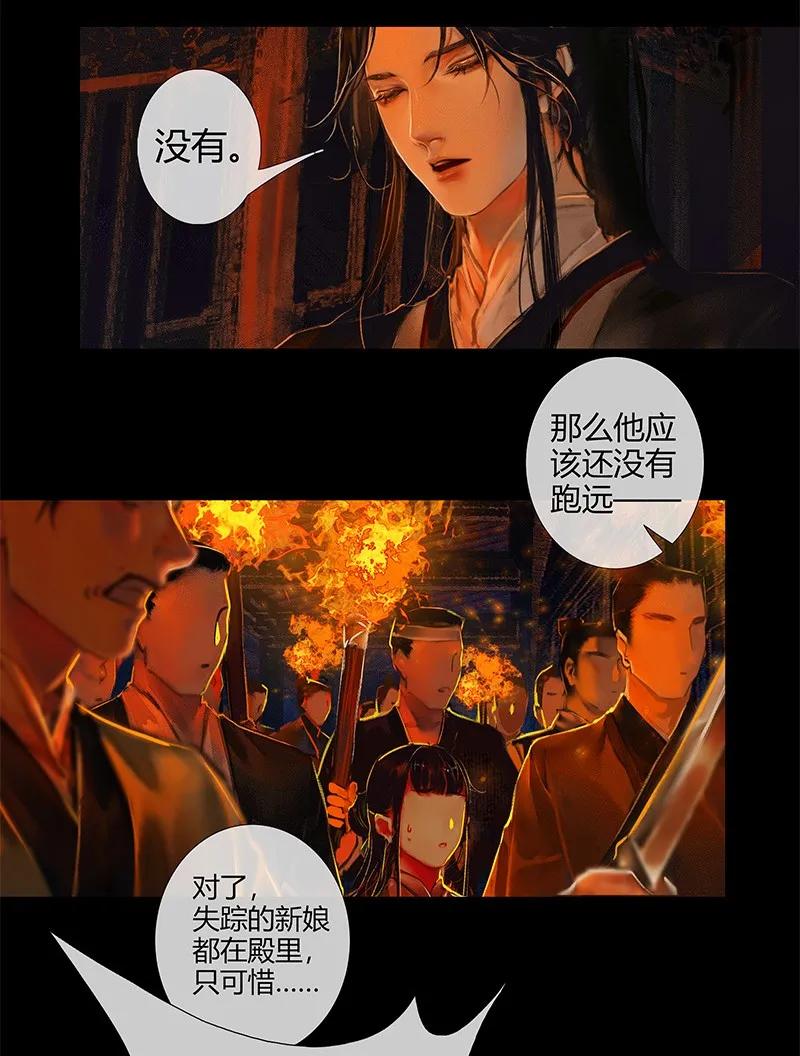 没有。
那么他应
该还没有
跑远——
对了，
失踪的新娘
都在殿里，
只可惜……